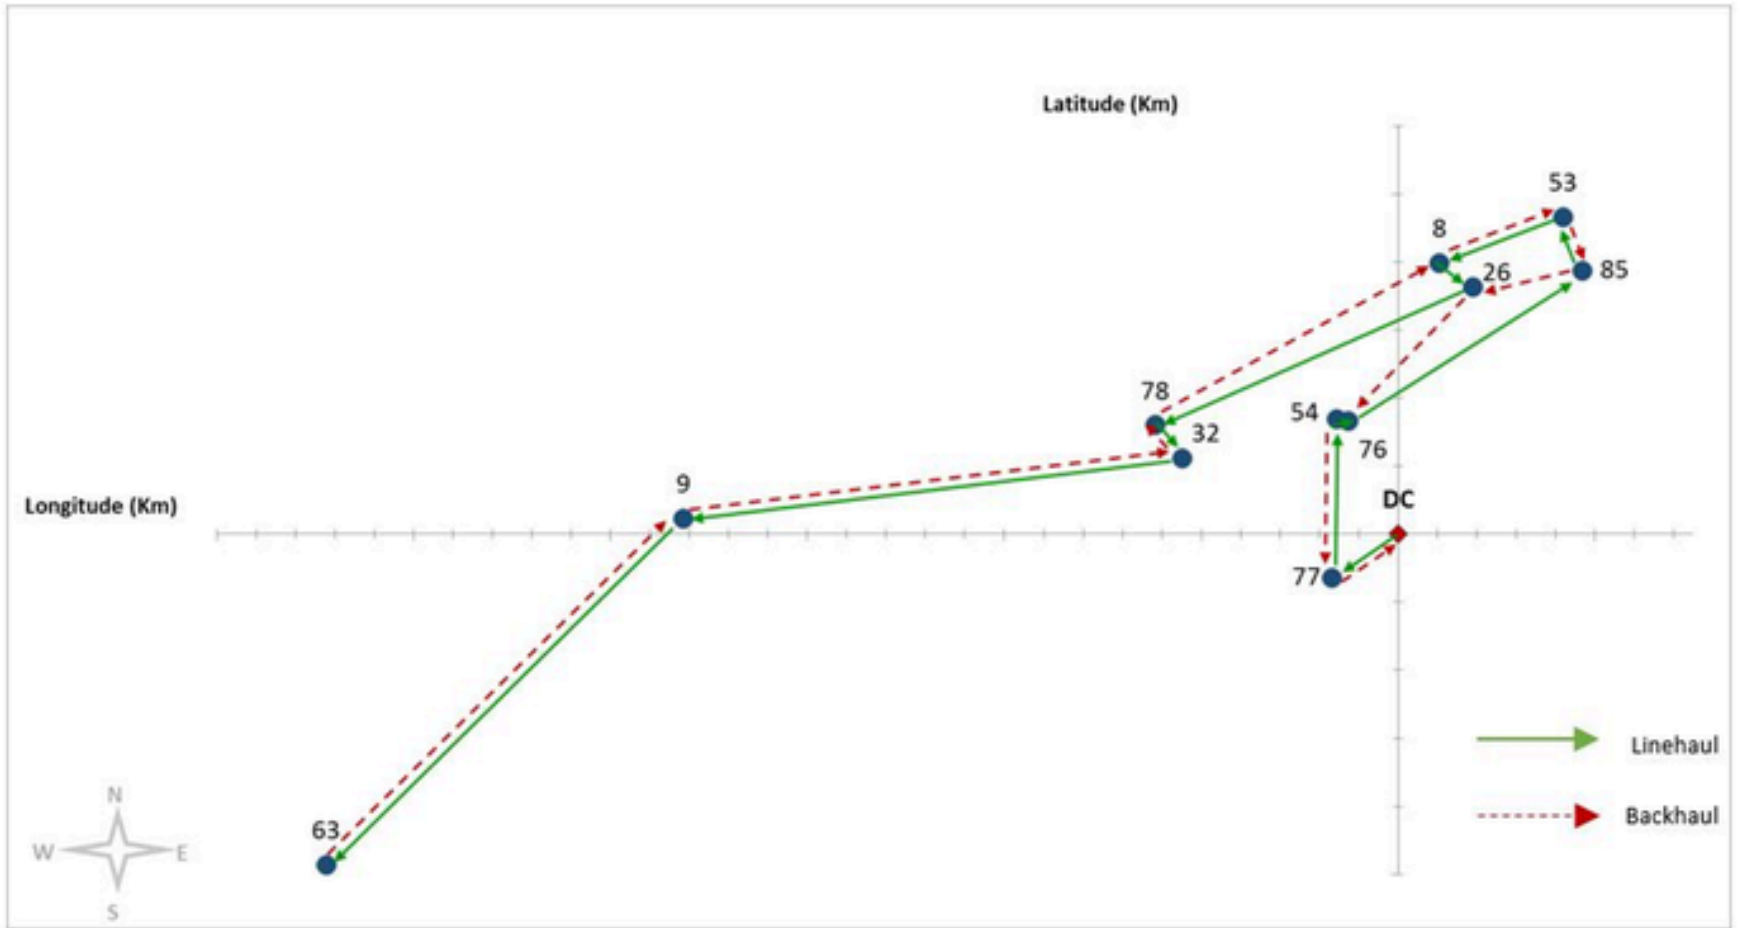 Latitude (Km)
53
8
26
85
78
54
32
76
9
DC
Longitude (Km)
77
Linehaul
N
Backhaul
63
W
E
S